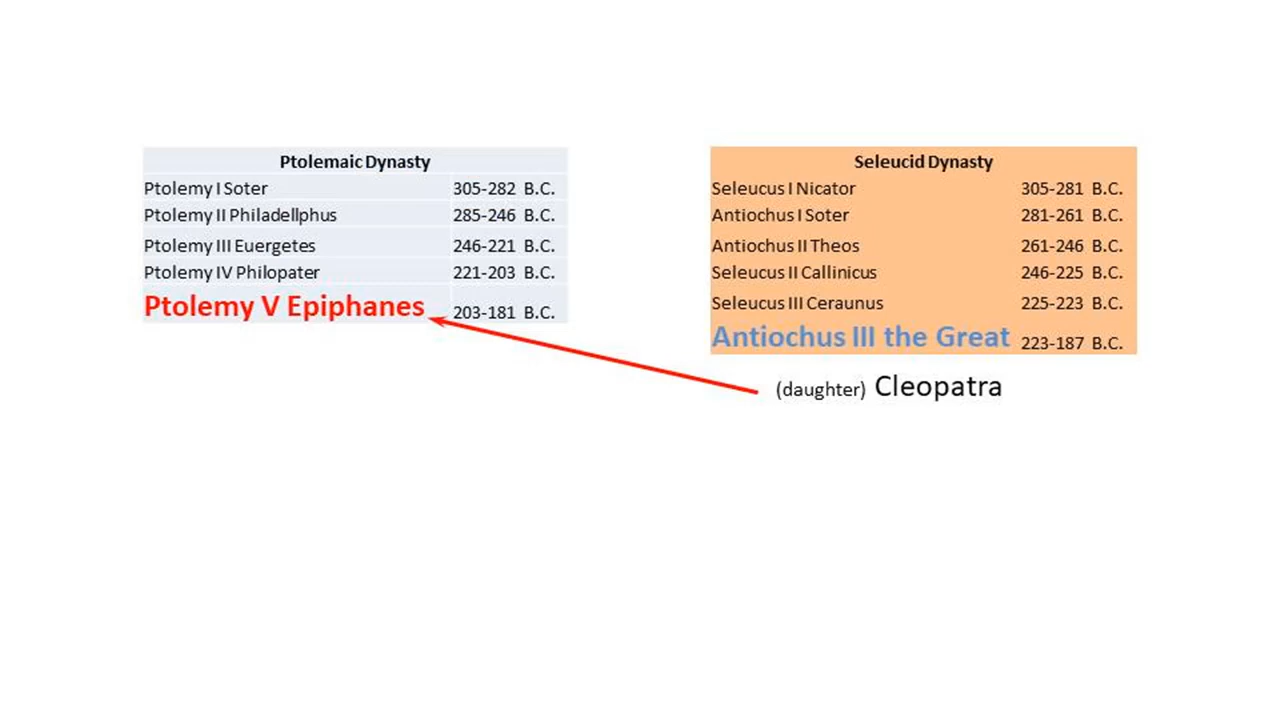 Ptolemaic Dynasty
Ptolemy I Soter 305-282 B.C.
Ptolemy II Philadellphus 285-246 B.C.
Ptolemy III Euergetes 246-221 B.C.
Ptolemy IV Philopater 221-203 B.C.
Ptolemy V Epiphanes 203-181 B.C.
Seleucid Dynasty
Seleucus I Nicator 305-281 B.C.
Antiochus I Soter 281-261 B.C.
Antiochus II Theos 261-246 B.C.
Seleucus II Callinicus 246-225 B.C.
Seleucus III Ceraunus 225-223 B.C.
Antiochus III the Great 223-187 B.C.
(daughter) Cleopatra